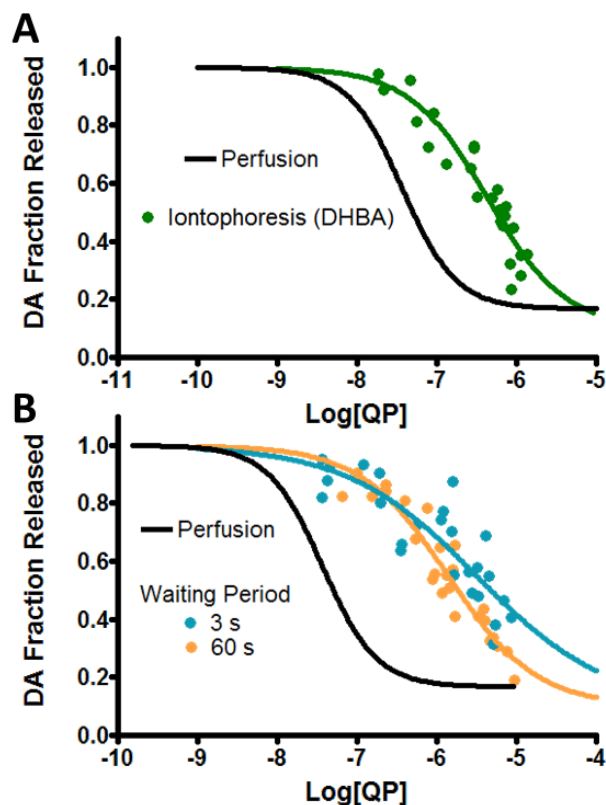 A
DA Fraction Released
1.0
0.8
0.6
0.4
0.2
0.0
Perfusion
Iontophoresis (DHBA)
-11 -10 -9 -8 -7 -6 -5
Log[QP]
B
DA Fraction Released
1.0
0.8
0.6
0.4
0.2
0.0
Perfusion
Waiting Period
3 s
60 s
-10 -9 -8 -7 -6 -5 -4
Log[QP]